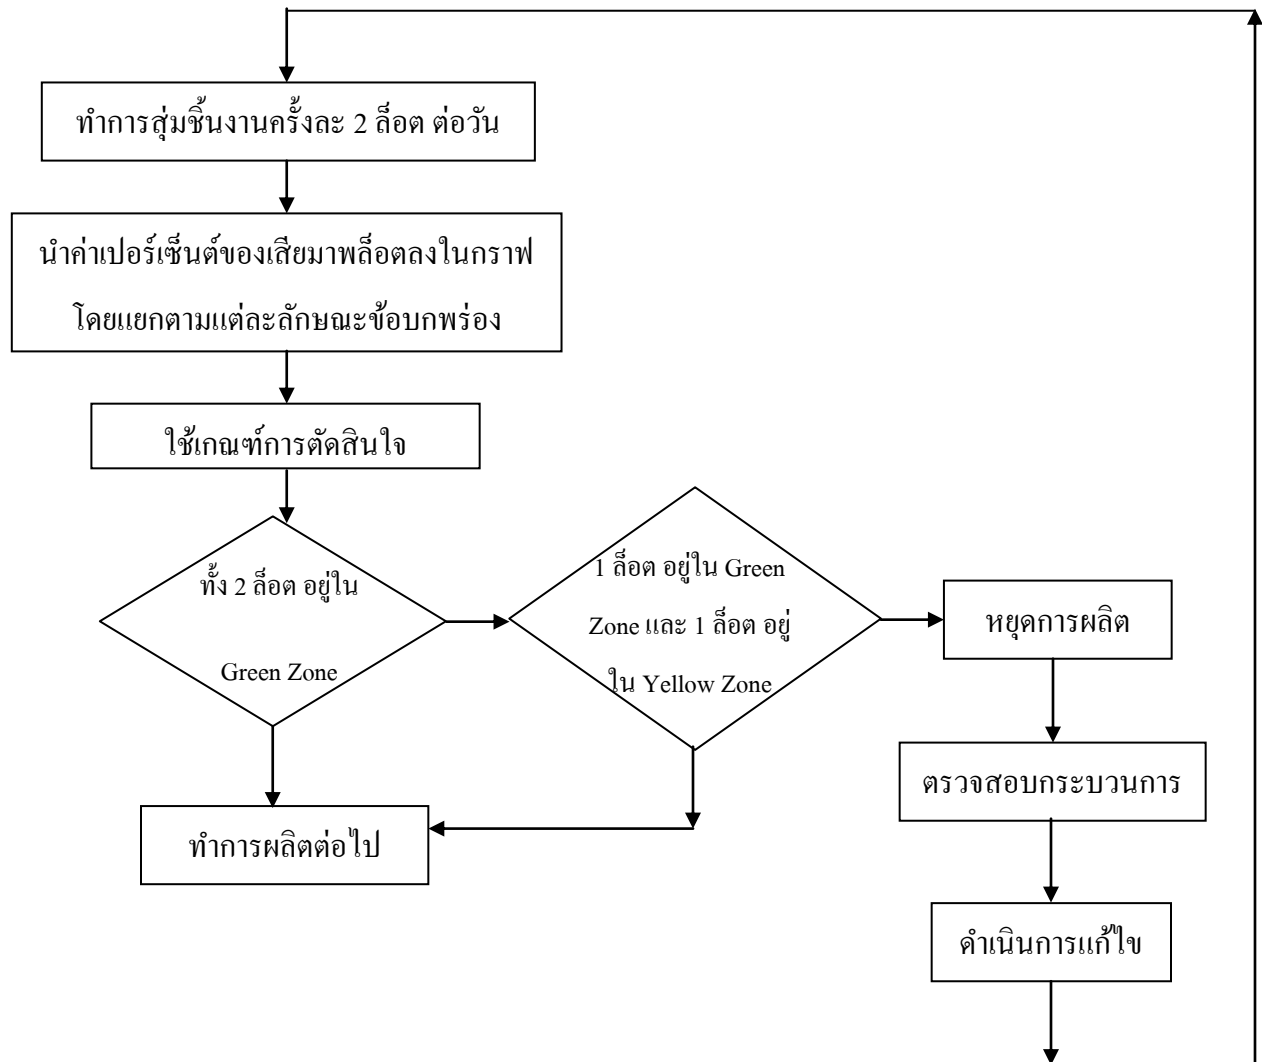 ทำการสุ่มชิ้นงานครั้งละ 2 ล็อต ต่อวัน
นำค่าเปอร์เซ็นต์ของเสียมาพล็อตลงในกราฟ
โดยแยกตามแต่ละลักษณะข้อบกพร่อง
ใช้เกณฑ์การตัดสินใจ
ทั้ง 2 ล็อต อยู่ใน
Green Zone
1 ล็อต อยู่ใน Green
Zone และ 1 ล็อต อยู่
ใน Yellow Zone
หยุดการผลิต
ตรวจสอบกระบวนการ
ทำการผลิตต่อไป
ดำเนินการแก้ไข